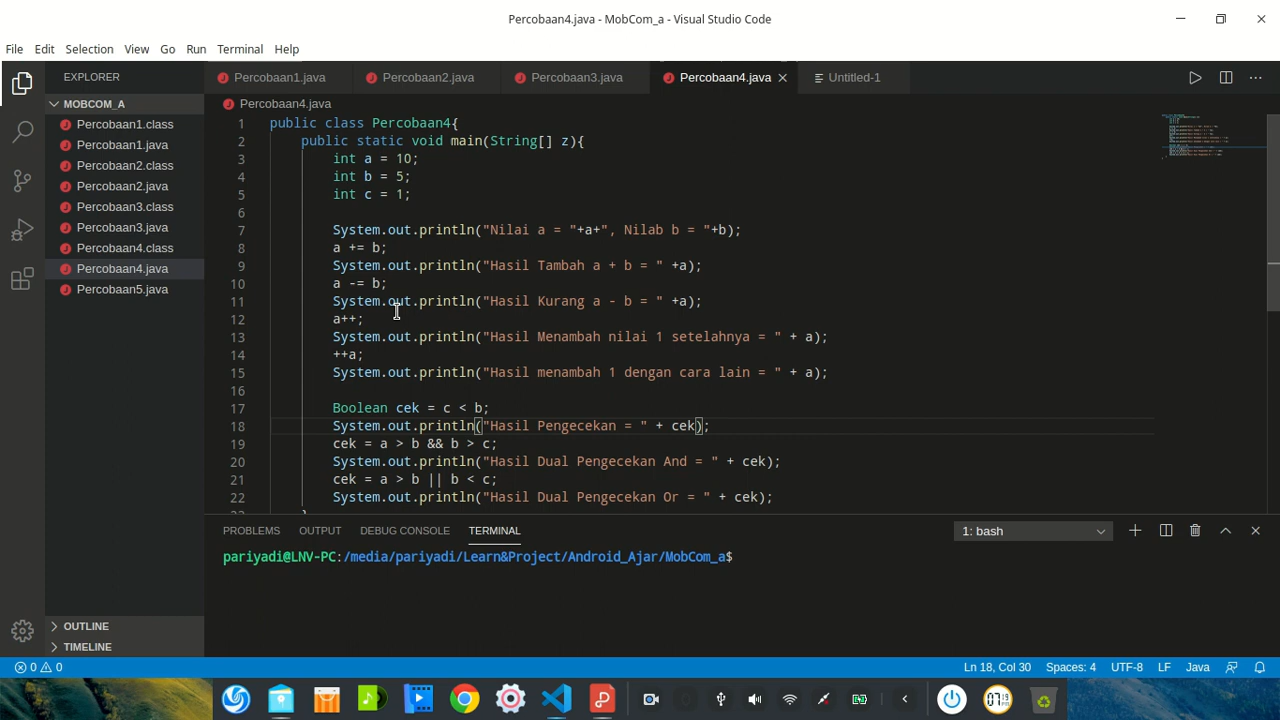 Percobaan4.java - MobCom_a - Visual Studio Code
File Edit Selection View Go Run Terminal Help
EXPLORER
MOBCOM_A
Percobaan1.class
Percobaan1.java
Percobaan2.class
Percobaan2.java
Percobaan3.class
Percobaan3.java
Percobaan4.class
Percobaan4.java
Percobaan5.java
OUTLINE
TIMELINE
Percobaan1.java Percobaan2.java Percobaan3.java Percobaan4.java Untitled-1
Percobaan4.java
1 public class Percobaan4{
2 public static void main(String[] z){
3 int a = 10;
4 int b = 5;
5 int c = 1;
6
7 System.out.println("Nilai a = "+a+", Nilab b = "+b);
8 a += b;
9 System.out.println("Hasil Tambah a + b = " +a);
10 a -= b;
11 System.out.println("Hasil Kurang a - b = " +a);
12 a++;
13 System.out.println("Hasil Menambah nilai 1 setelahnya = " + a);
14 ++a;
15 System.out.println("Hasil menambah 1 dengan cara lain = " + a);
16
17 Boolean cek = c < b;
18 System.out.println("Hasil Pengecekan = " + cek);
19 cek = a > b && b > c;
20 System.out.println("Hasil Dual Pengecekan And = " + cek);
21 cek = a > b || b < c;
22 System.out.println("Hasil Dual Pengecekan Or = " + cek);
PROBLEMS OUTPUT DEBUG CONSOLE TERMINAL 1: bash
pariyadi@LNV-PC:/media/pariyadi/Learn&Project/Android_Ajar/MobCom_a$
0 0 Ln 18, Col 30 Spaces: 4 UTF-8 LF Java